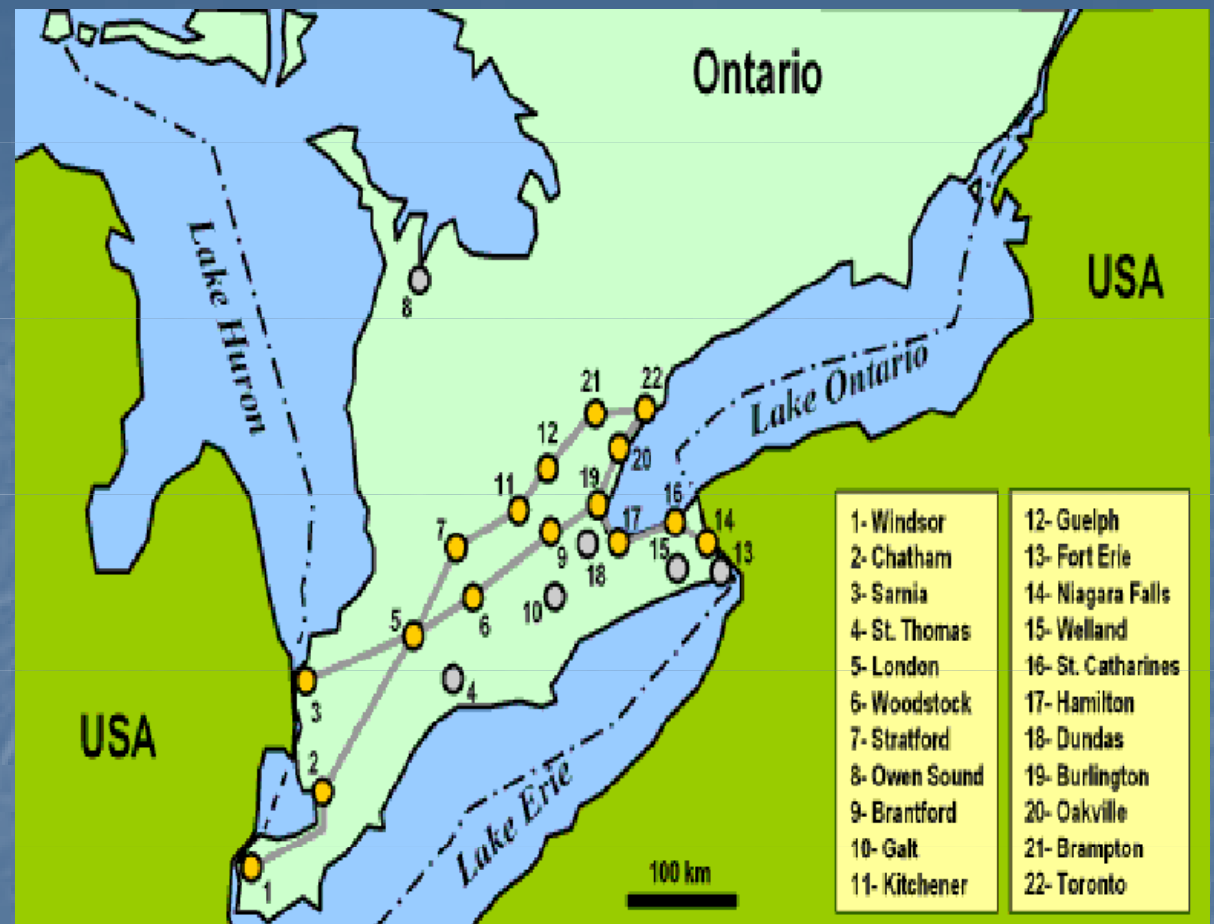 Ontario
USA
Lake Huron
8
Lake Ontario
21
22
12
20
11
19
16
7
17
14
15
13
9
18
10
5
6
4
3
USA
2
Lake Erie
1
100 km
1- Windsor
2- Chatham
3- Sarnia
4- St. Thomas
5- London
6- Woodstock
7- Stratford
8- Owen Sound
9- Brantford
10- Galt
11- Kitchener
12- Guelph
13- Fort Erie
14- Niagara Falls
15- Welland
16- St. Catharines
17- Hamilton
18- Dundas
19- Burlington
20- Oakville
21- Brampton
22- Toronto